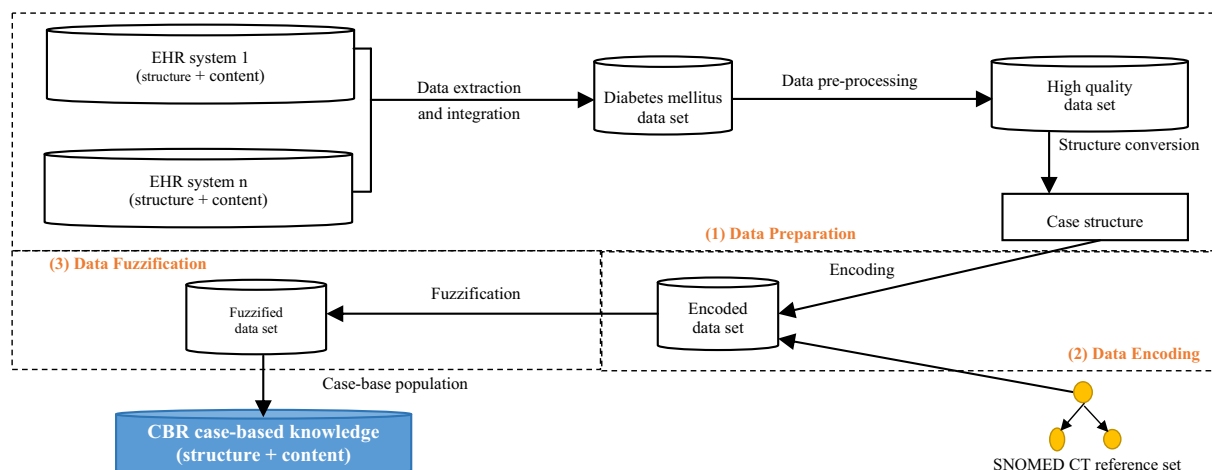 EHR system 1
(structure + content)
EHR system n
(structure + content)
Data extraction
and integration
Diabetes mellitus
data set
Data pre-processing
High quality
data set
Structure conversion
Case structure
(1) Data Preparation
Encoding
Encoded
data set
(2) Data Encoding
SNOMED CT reference set
(3) Data Fuzzification
Fuzzification
Fuzzified
data set
Case-base population
CBR case-based knowledge
(structure + content)